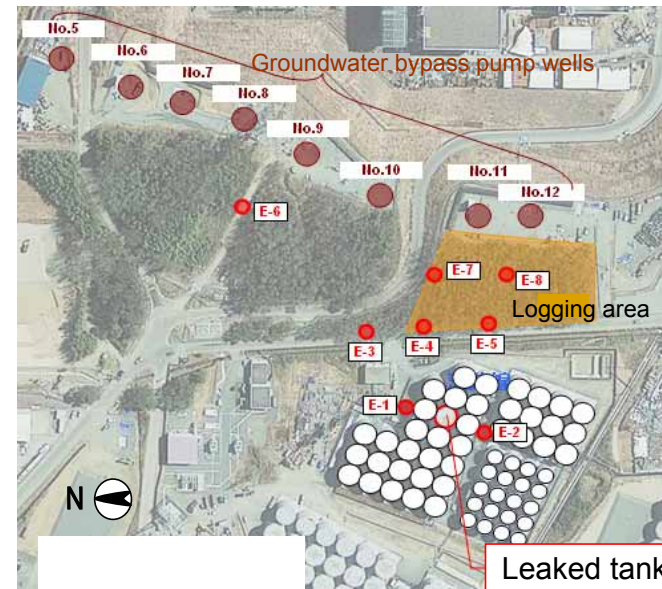 No.5
No.6
No.7
No.8
No.9
No.10
No.11
No.12
Groundwater bypass pump wells
E-6
E-7
E-8
Logging area
E-3
E-4
E-5
E-1
E-2
N
Leaked tank